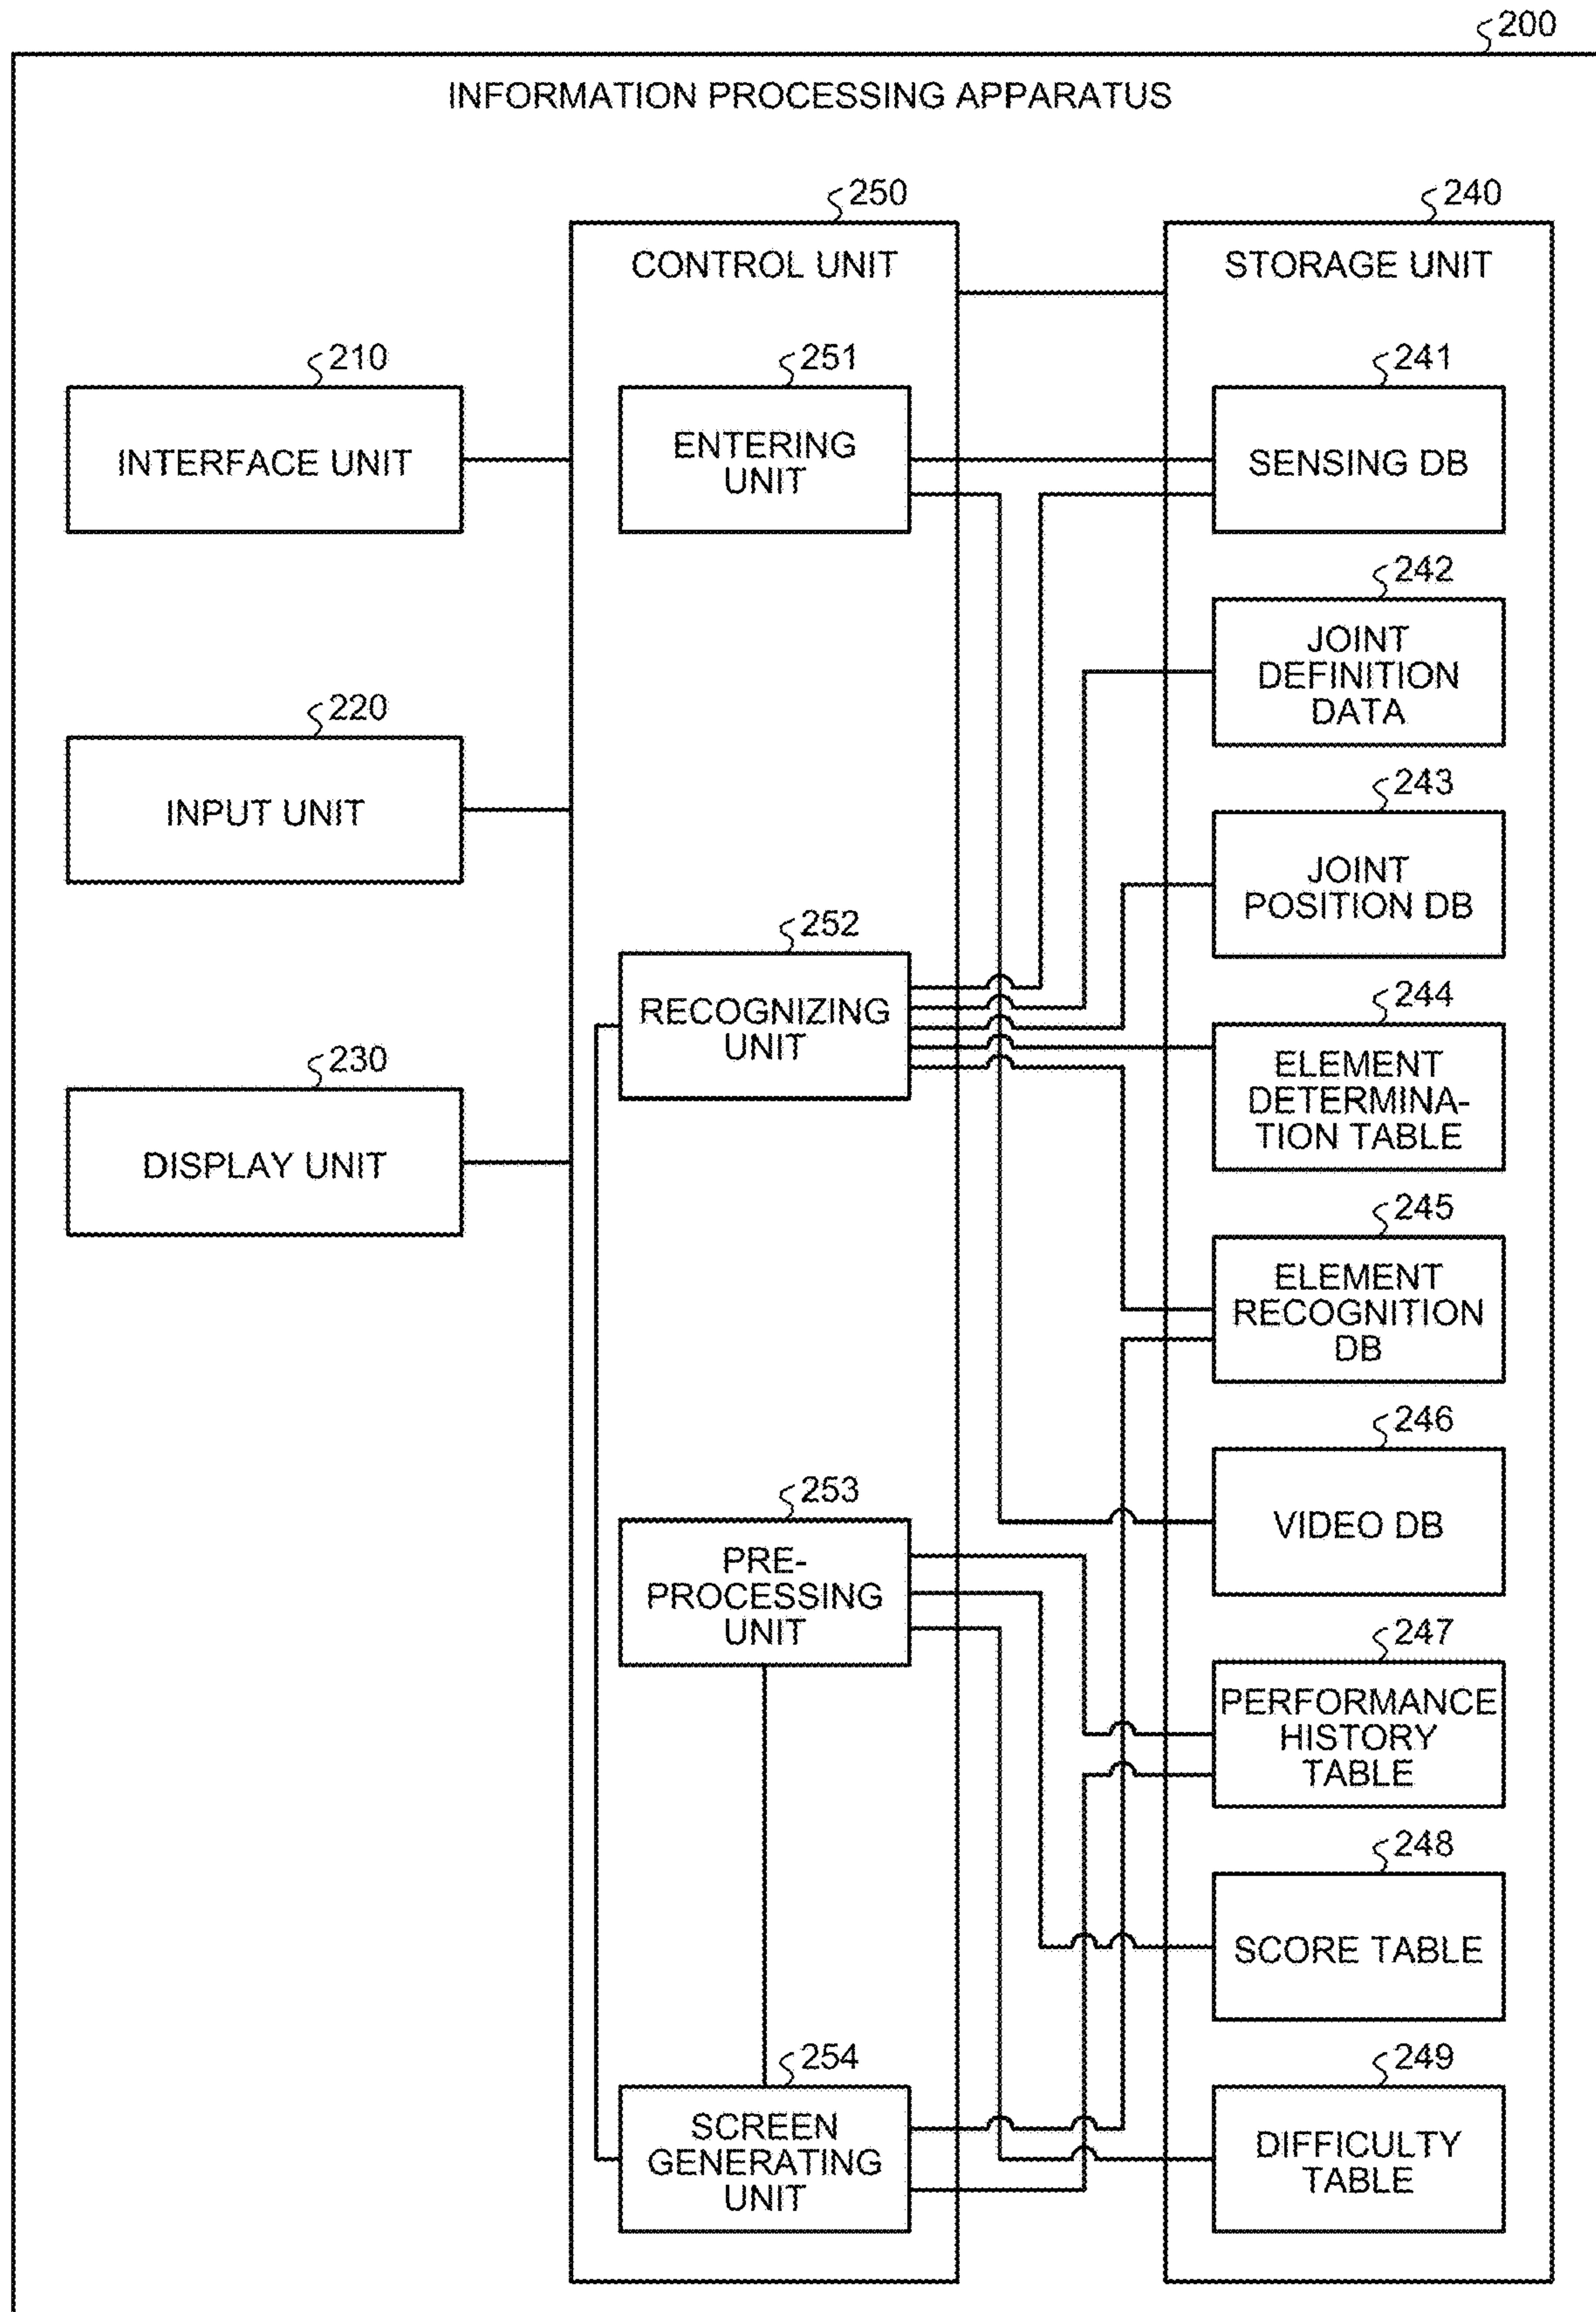 200
INFORMATION PROCESSING APPARATUS
250
CONTROL UNIT
240
STORAGE UNIT
210
INTERFACE UNIT
220
INPUT UNIT
230
DISPLAY UNIT
251
ENTERING
UNIT
252
RECOGNIZING
UNIT
253
PRE-
PROCESSING
UNIT
254
SCREEN
GENERATING
UNIT
241
SENSING DB
242
JOINT
DEFINITION
DATA
243
JOINT
POSITION DB
244
ELEMENT
DETERMINA-
TION TABLE
245
ELEMENT
RECOGNITION
DB
246
VIDEO DB
247
PERFORMANCE
HISTORY
TABLE
248
SCORE TABLE
249
DIFFICULTY
TABLE